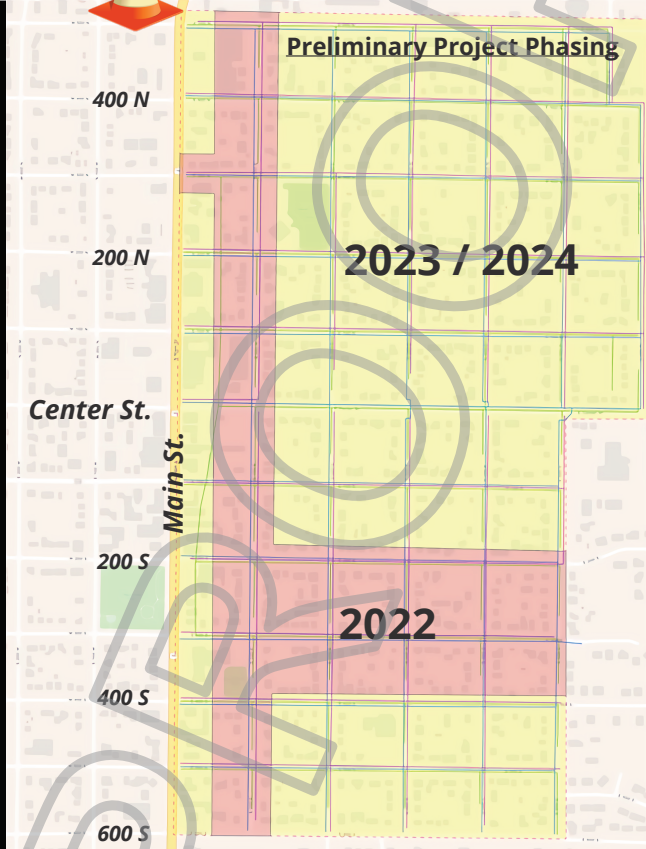 Preliminary Project Phasing
400 N
200 N
2023 / 2024
Center St.
Main St.
200 S
2022
400 S
600 S